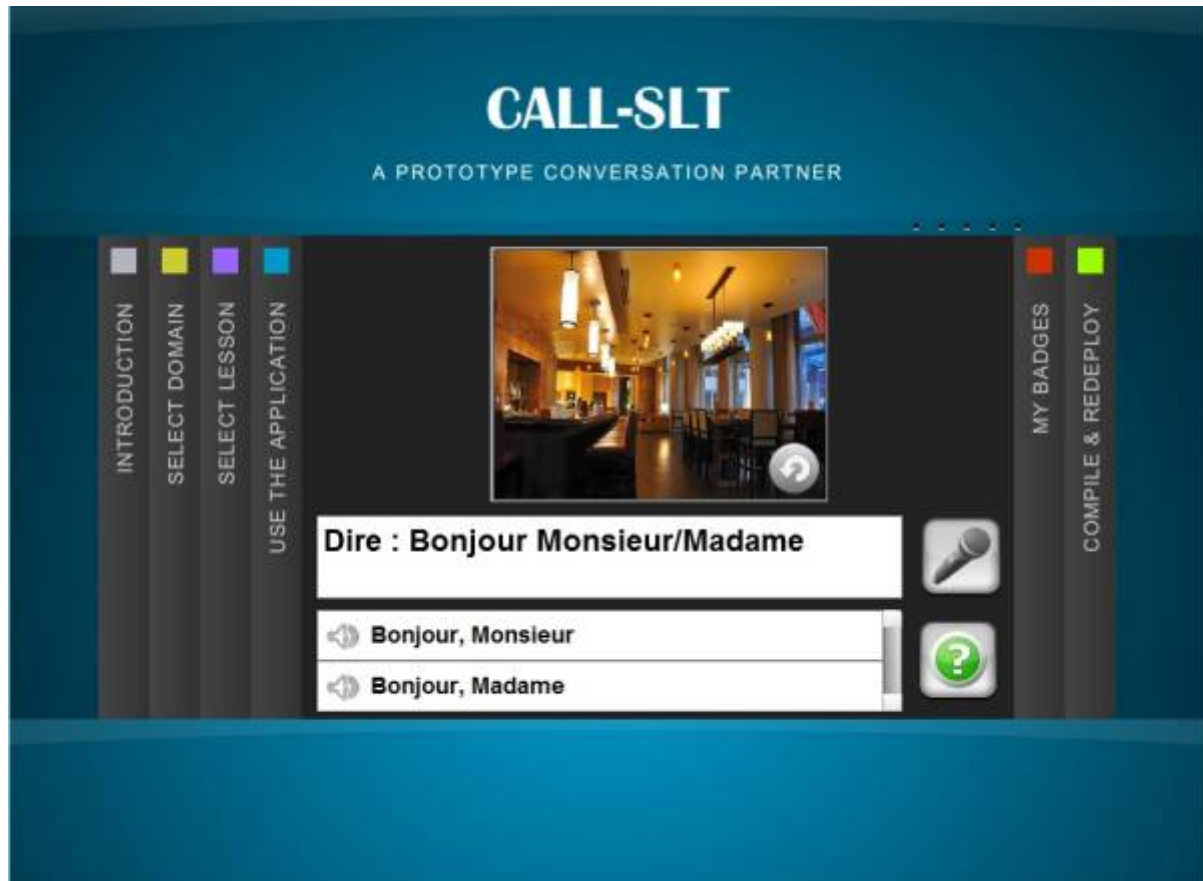 CALL-SLT
A PROTOTYPE CONVERSATION PARTNER
INTRODUCTION
SELECT DOMAIN
SELECT LESSON
USE THE APPLICATION
Dire : Bonjour Monsieur/Madame
Bonjour, Monsieur
Bonjour, Madame
?
MY BADGES
COMPILE & REDEPLOY